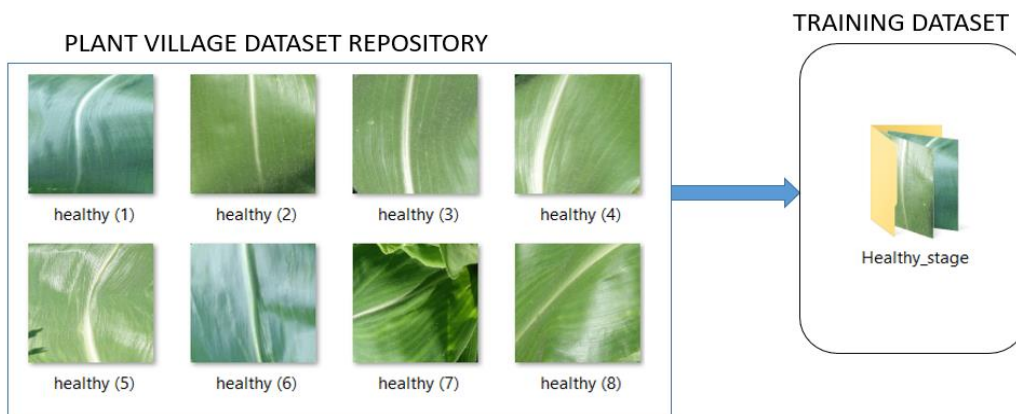 PLANT VILLAGE DATASET REPOSITORY
TRAINING DATASET
healthy (1)
healthy (2)
healthy (3)
healthy (4)
healthy (5)
healthy (6)
healthy (7)
healthy (8)
Healthy_stage